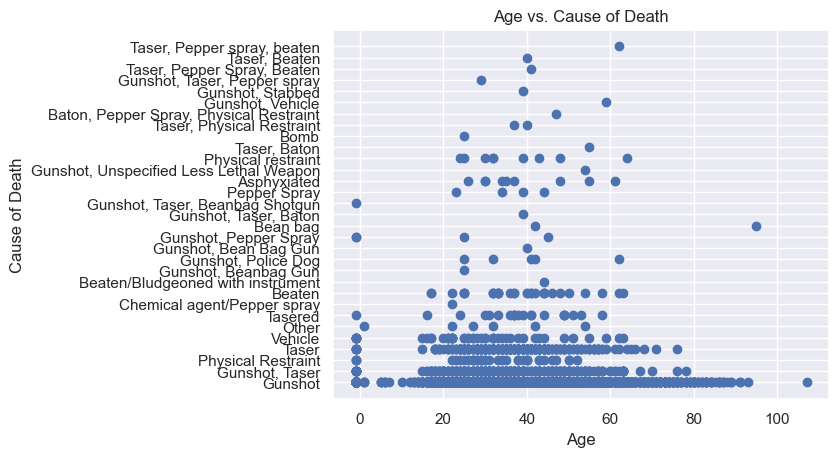 Age vs. Cause of Death
Cause of Death
Taser, Pepper spray, beaten
Taser, Beaten
Taser, Pepper Spray, Beaten
Gunshot, Taser, Pepper spray
Gunshot, Stabbed
Gunshot, Vehicle
Baton, Pepper Spray, Physical Restraint
Taser, Physical Restraint
Bomb
Taser, Baton
Physical restraint
Gunshot, Unspecified Less Lethal Weapon
Asphyxiated
Pepper Spray
Gunshot, Taser, Beanbag Shotgun
Gunshot, Taser, Baton
Bean bag
Gunshot, Pepper Spray
Gunshot, Bean Bag Gun
Gunshot, Police Dog
Gunshot, Beanbag Gun
Beaten/Bludgeoned with instrument
Beaten
Chemical agent/Pepper spray
Tasered
Other
Vehicle
Taser
Physical Restraint
Gunshot, Taser
Gunshot
0 20 40 60 80 100
Age